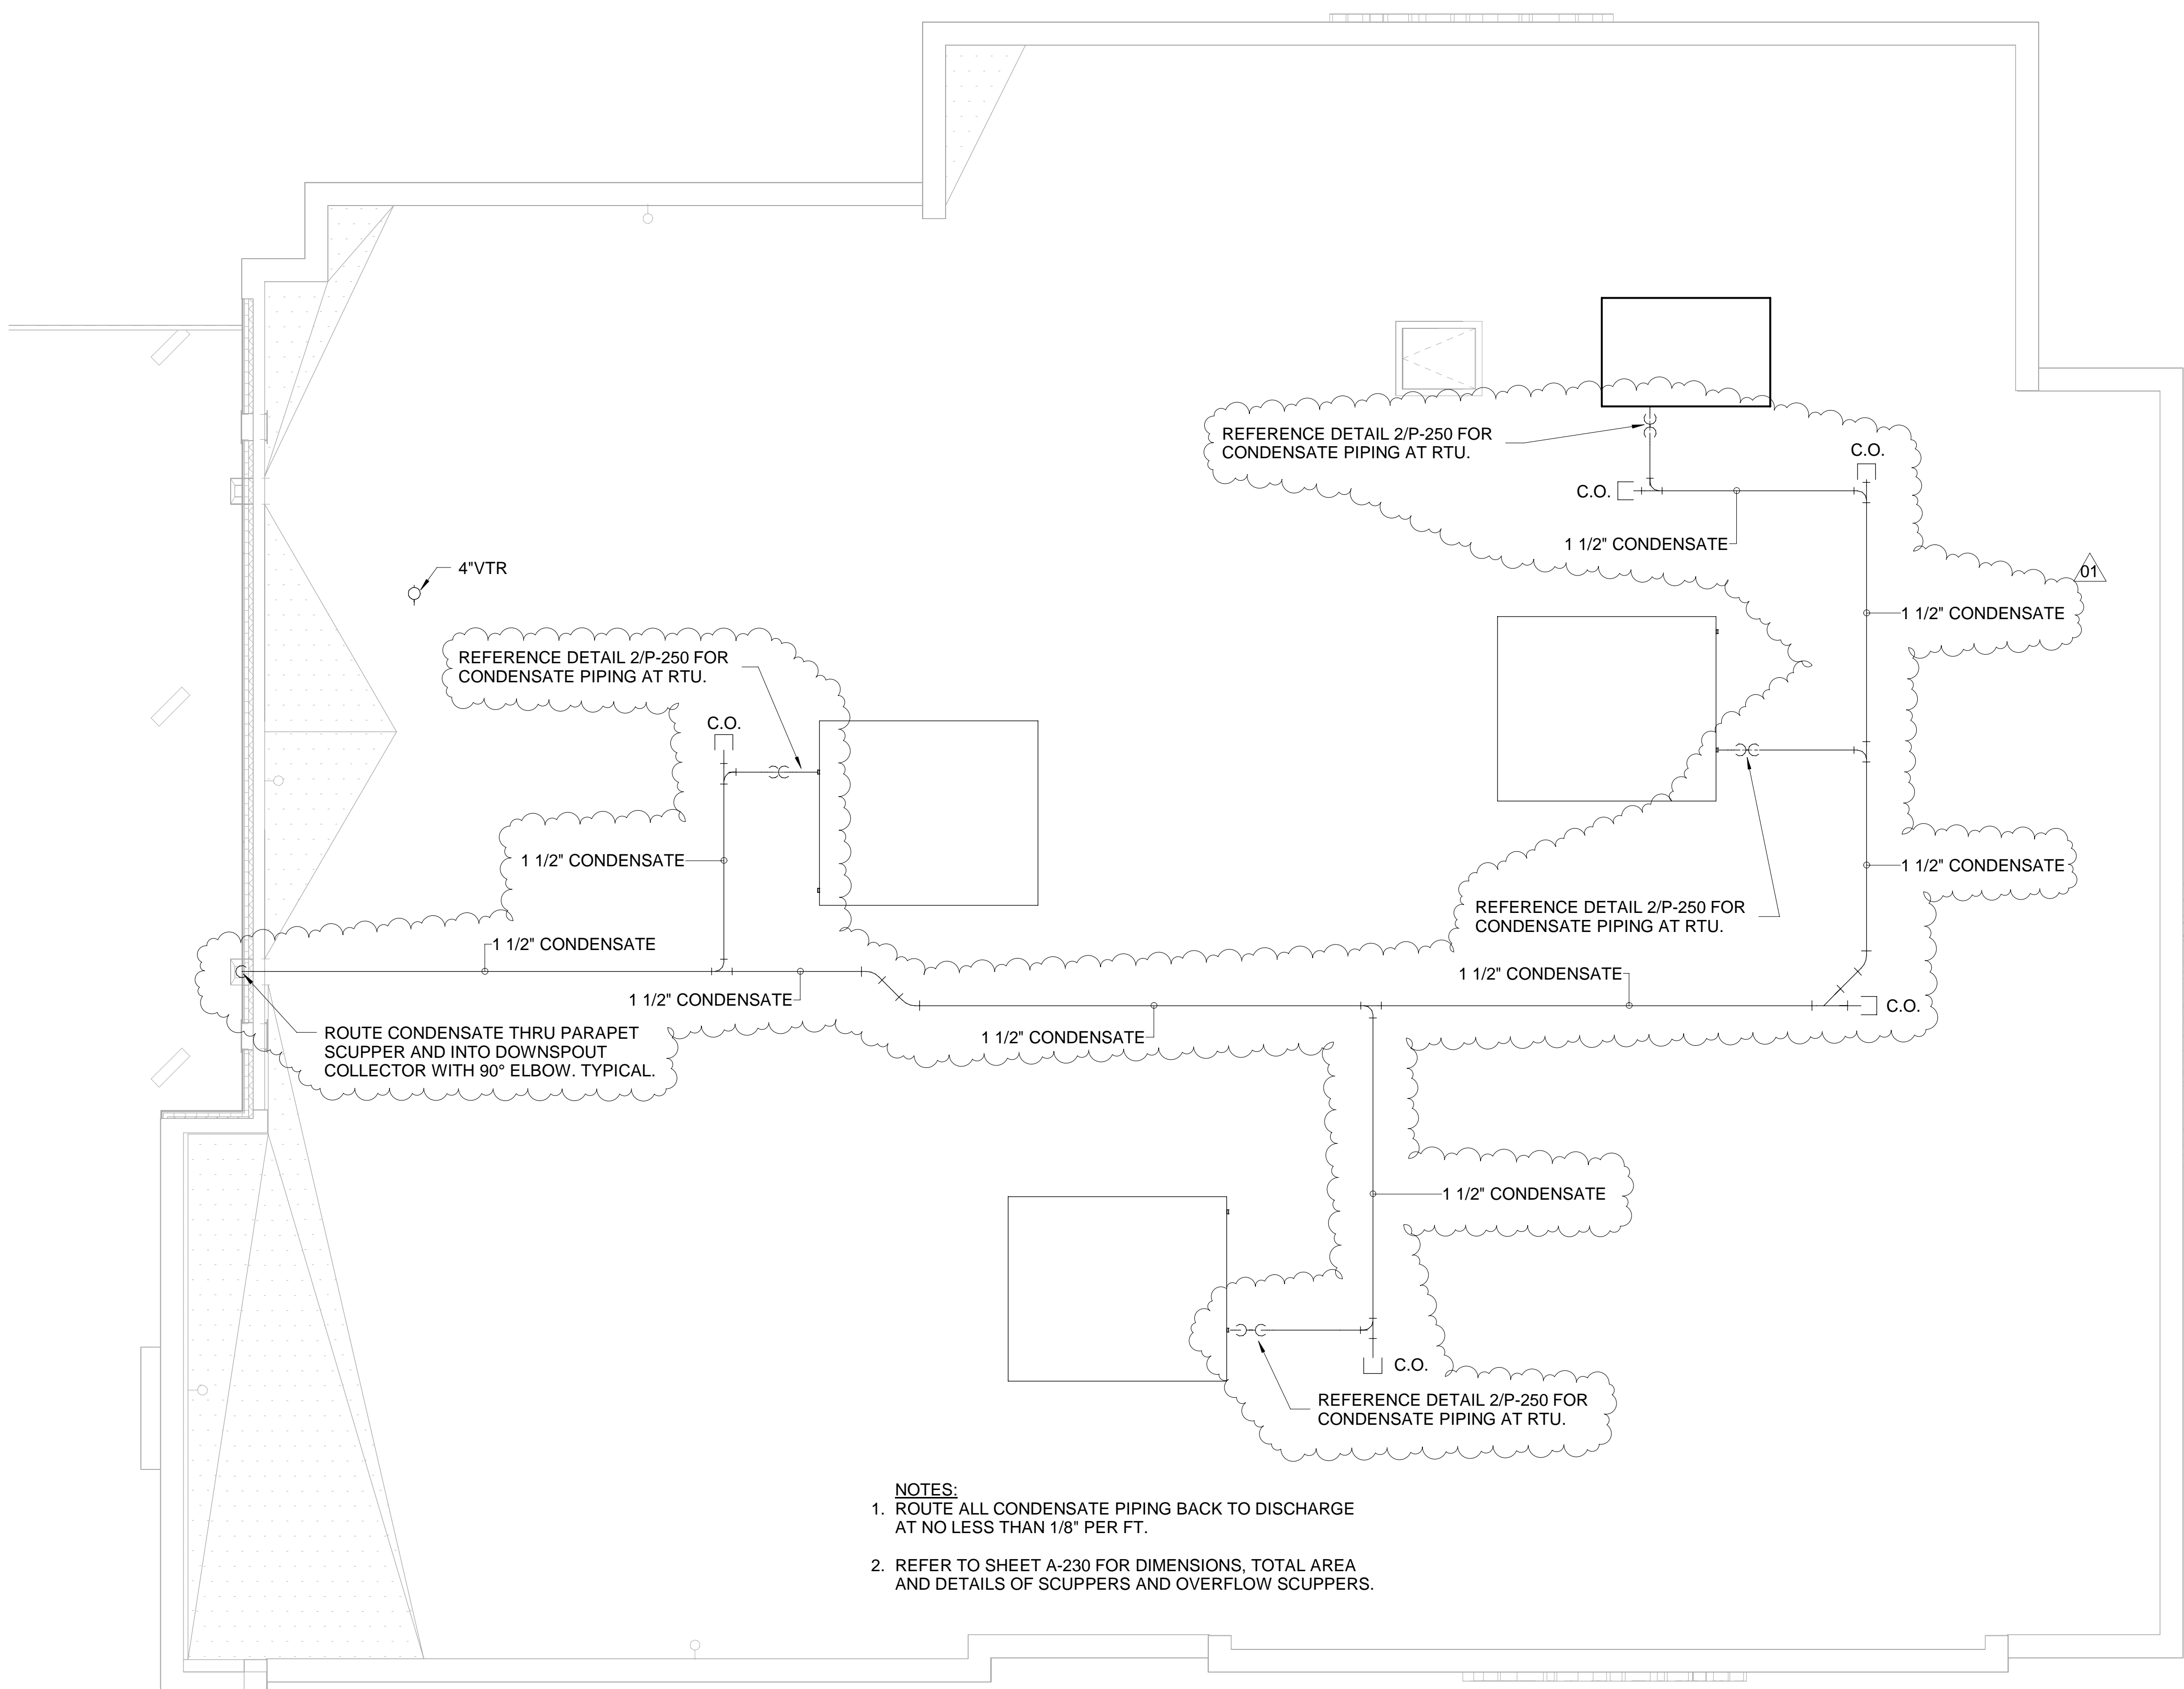 REFERENCE DETAIL 2/P-250 FOR
CONDENSATE PIPING AT RTU.
C.O.
C.O.
1 1/2" CONDENSATE
4"VTR
01
1 1/2" CONDENSATE
REFERENCE DETAIL 2/P-250 FOR
CONDENSATE PIPING AT RTU.
C.O.
1 1/2" CONDENSATE
1 1/2" CONDENSATE
REFERENCE DETAIL 2/P-250 FOR
CONDENSATE PIPING AT RTU.
1 1/2" CONDENSATE
1 1/2" CONDENSATE
1 1/2" CONDENSATE
C.O.
ROUTE CONDENSATE THRU PARAPET
SCUPPER AND INTO DOWNSPOUT
COLLECTOR WITH 90° ELBOW. TYPICAL.
1 1/2" CONDENSATE
1 1/2" CONDENSATE
C.O.
REFERENCE DETAIL 2/P-250 FOR
CONDENSATE PIPING AT RTU.
NOTES:
1. ROUTE ALL CONDENSATE PIPING BACK TO DISCHARGE
AT NO LESS THAN 1/8" PER FT.
2. REFER TO SHEET A-230 FOR DIMENSIONS, TOTAL AREA
AND DETAILS OF SCUPPERS AND OVERFLOW SCUPPERS.